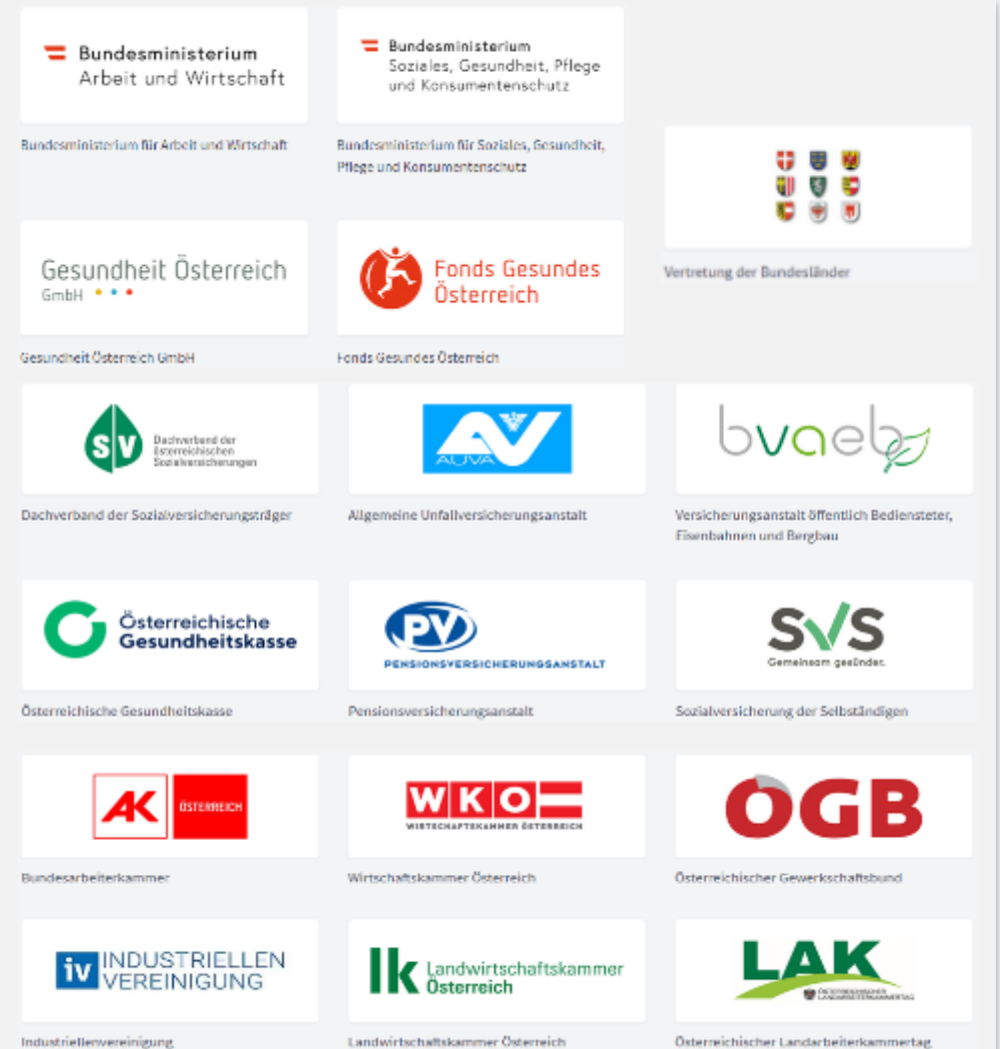 Bundesministerium
Arbeit und Wirtschaft
Bundesministerium
Soziales, Gesundheit, Pflege
und Konsumentenschutz
Bundesministerium für Arbeit und Wirtschaft
Bundesministerium für Soziales, Gesundheit,
Pflege und Konsumentenschutz
Vertretung der Bundesländer
Gesundheit Österreich
GmbH
Fonds Gesundes
Österreich
Gesundheit Österreich GmbH
Fonds Gesundes Österreich
SV
Dachverband der
österreichischen
Sozialversicherungen
AUVA
bvaeb
Dachverband der Sozialversicherungsträger
Allgemeine Unfallversicherungsanstalt
Versicherungsanstalt öffentlich Bediensteter,
Eisenbahnen und Bergbau
Österreichische
Gesundheitskasse
PV
PENSIONSVERSICHERUNGSANSTALT
SVS
Gemeinsam gesünder.
Österreichische Gesundheitskasse
Pensionsversicherungsanstalt
Sozialversicherung der Selbständigen
AK
ÖSTERREICH
WKO
WIRTSCHAFTSKAMMER ÖSTERREICH
ÖGB
Bundesarbeiterkammer
Wirtschaftskammer Österreich
Österreichischer Gewerkschaftsbund
iv INDUSTRIELLEN
VEREINIGUNG
lk Landwirtschaftskammer
Österreich
LAK
ÖSTERREICHISCHER
LANDARBEITERKAMMERTAG
Industriellenvereinigung
Landwirtschaftskammer Österreich
Österreichischer Landarbeiterkammertag